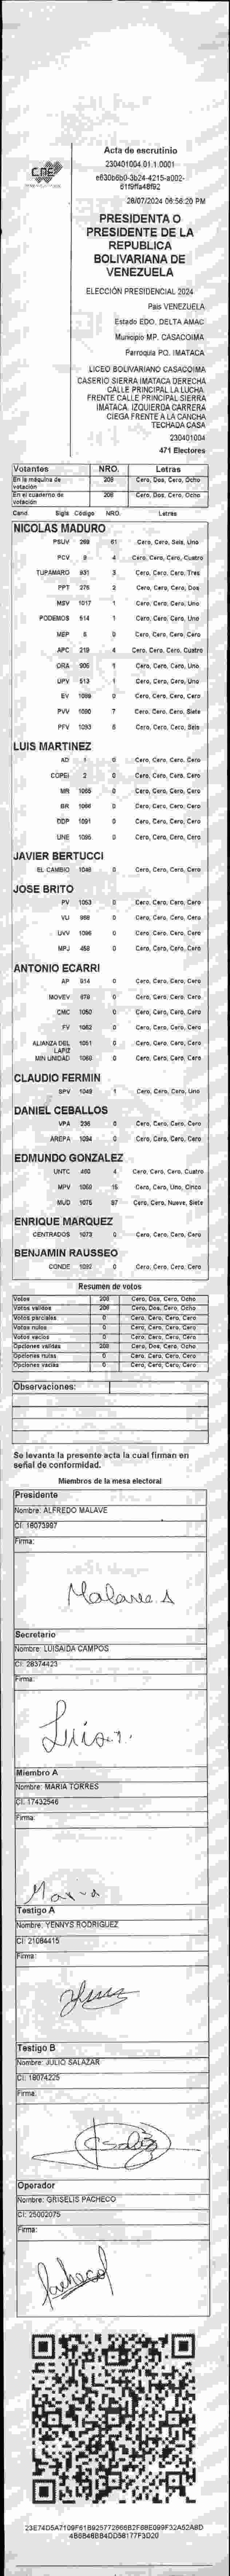 Acta de escrutinio
230401004.01.1.0001
CNE
28/07/2024 06:56:20 PM
PRESIDENTA O
PRESIDENTE DE LA
REPUBLICA
BOLIVARIANA DE
VENEZUELA
ELECCIÓN PRESIDENCIAL 2024
País VENEZUELA
Estado EDO. DELTA AMAC
Municipio MP. CASACOIMA
Parroquia PQ. IMATACA
LICEO BOLIVARIANO CASACOIMA
CASERIO SIERRA IMATACA DERECHA
CALLE PRINCIPAL LA LUCHA.
FRENTE CALLE PRINCIPAL SIERRA
IMATACA. IZQUIERDA CARRERA
CIEGA FRENTE A LA CANCHA
TECHADA CASA
230401004
471 Electores
Votantes NRO. Letras
En la máquina de votación 208 Cero, Dos, Cero, Ocho
En el cuaderno de votación 208 Cero, Dos, Cero, Ocho
Cand. Sigls Código NRO. Letras
NICOLAS MADURO
PSUV 269 61 Cero, Cero, Seis, Uno
PCV 8 4 Cero, Cero, Cero, Cuatro
TUPAMARO 931 3 Cero, Cero, Cero, Tres
PPT 276 2 Cero, Cero, Cero, Dos
MSV 1017 1 Cero, Cero, Cero, Uno
PODEMOS 514 1 Cero, Cero, Cero, Uno
MEP 5 0 Cero, Cero, Cero, Cero
APC 219 4 Cero, Cero, Cero, Cuatro
ORA 906 1 Cero, Cero, Cero, Uno
UPV 513 1 Cero, Cero, Cero, Uno
EV 1069 0 Cero, Cero, Cero, Cero
PVV 1090 7 Cero, Cero, Cero, Siete
PFV 1093 6 Cero, Cero, Cero, Seis
LUIS MARTINEZ
AD 1 0 Cero, Cero, Cero, Cero
COPEI 2 0 Cero, Cero, Cero, Cero
MR 1065 0 Cero, Cero, Cero, Cero
BR 1066 0 Cero, Cero, Cero, Cero
DDP 1091 0 Cero, Cero, Cero, Cero
UNE 1095 0 Cero, Cero, Cero, Cero
JAVIER BERTUCCI
EL CAMBIO 1048 0 Cero, Cero, Cero, Cero
JOSE BRITO
PV 1053 0 Cero, Cero, Cero, Cero
VU 968 0 Cero, Cero, Cero, Cero
UVV 1096 0 Cero, Cero, Cero, Cero
MPJ 458 0 Cero, Cero, Cero, Cero
ANTONIO ECARRI
AP 914 0 Cero, Cero, Cero, Cero
MOVEV 678 0 Cero, Cero, Cero, Cero
CMC 1050 0 Cero, Cero, Cero, Cero
FV 1052 0 Cero, Cero, Cero, Cero
ALIANZA DEL LAPIZ 1051 0 Cero, Cero, Cero, Cero
MIN UNIDAD 1068 0 Cero, Cero, Cero, Cero
CLAUDIO FERMIN
SPV 1049 1 Cero, Cero, Cero, Uno
DANIEL CEBALLOS
VPA 236 0 Cero, Cero, Cero, Cero
AREPA 1094 0 Cero, Cero, Cero, Cero
EDMUNDO GONZALEZ
UNTC 460 4 Cero, Cero, Cero, Cuatro
MPV 1059 15 Cero, Cero, Uno, Cinco
MUD 1075 97 Cero, Cero, Nueve, Siete
ENRIQUE MARQUEZ
CENTRADOS 1073 0 Cero, Cero, Cero, Cero
BENJAMIN RAUSSEO
CONDE 1092 0 Cero, Cero, Cero, Cero
Resumen de votos
Votos 208 Cero, Dos, Cero, Ocho
Votos válidos 208 Cero, Dos, Cero, Ocho
Votos parciales 0 Cero, Cero, Cero, Cero
Votos nulos 0 Cero, Cero, Cero, Cero
Votos vacíos 0 Cero, Cero, Cero, Cero
Opciones válidas 208 Cero, Dos, Cero, Ocho
Opciones nulas 0 Cero, Cero, Cero, Cero
Opciones vacías 0 Cero, Cero, Cero, Cero
Observaciones:
Se levanta la presente acta la cual firman en
señal de conformidad.
Miembros de la mesa electoral
Presidente
Nombre: ALFREDO MALAVE
CI: 16073997
Firma:
Malave. A
Secretario
Nombre: LUISAIDA CAMPOS
CI: 28374423
Firma:
Miembro A
Nombre: MARIA TORRES
CI: 17432546
Firma:
Maria
Testigo A
Nombre: YENNYS RODRIGUEZ
CI: 21084415
Firma:
Testigo B
Nombre: JULIO SALAZAR
CI: 18074225
Firma:
Operador
Nombre: GRISELIS PACHECO
CI: 25002075
Firma:
Pacheco